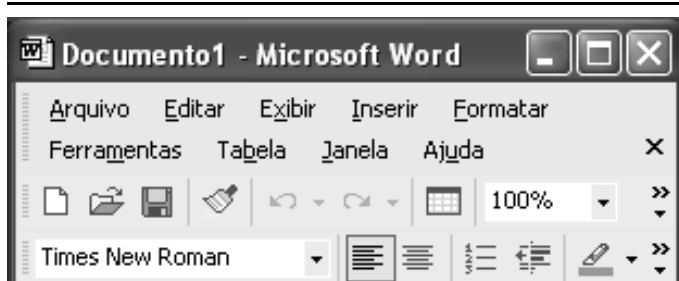 Documento1 - Microsoft Word
Arquivo Editar Exibir Inserir Formatar
Ferramentas Tabela Janela Ajuda
100%
Times New Roman